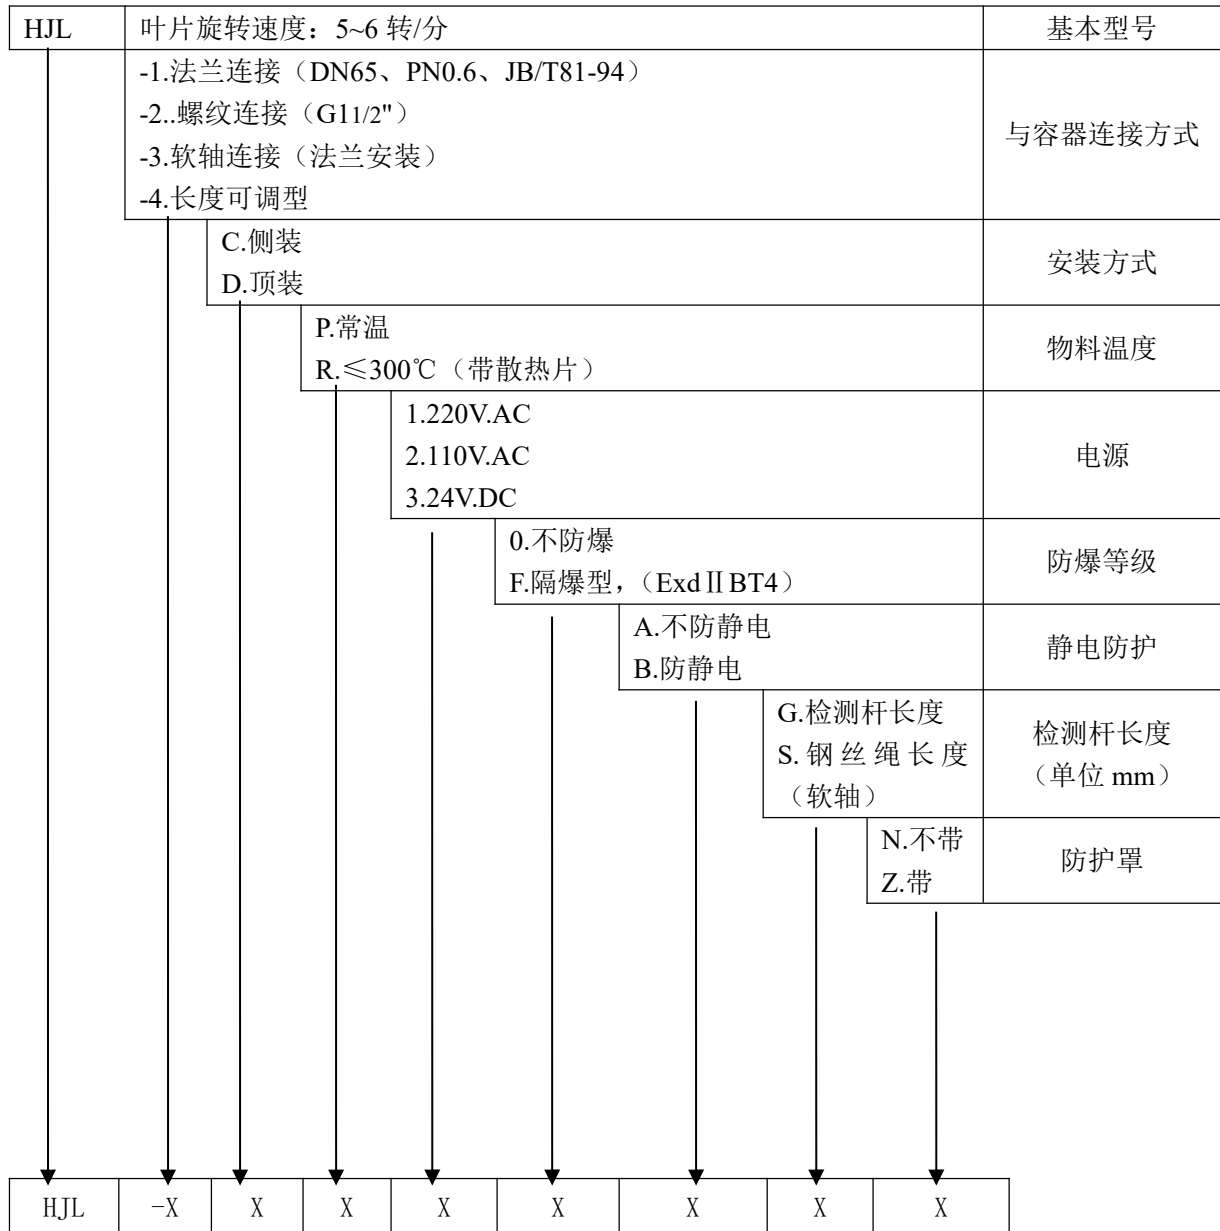 HJL 叶片旋转速度：5~6 转/分 基本型号
-1.法兰连接（DN65、PN0.6、JB/T81-94）
-2..螺纹连接（G11/2"）
-3.软轴连接（法兰安装）
-4.长度可调型
与容器连接方式
C.侧装
D.顶装
安装方式
P.常温
R.≤300℃（带散热片）
物料温度
1.220V.AC
2.110V.AC
3.24V.DC
电源
0.不防爆
F.隔爆型，（ExdⅡBT4）
防爆等级
A.不防静电
B.防静电
静电防护
G.检测杆长度
S.钢丝绳长度
（软轴）
检测杆长度
（单位 mm）
N.不带
Z.带
防护罩
HJL -X X X X X X X X